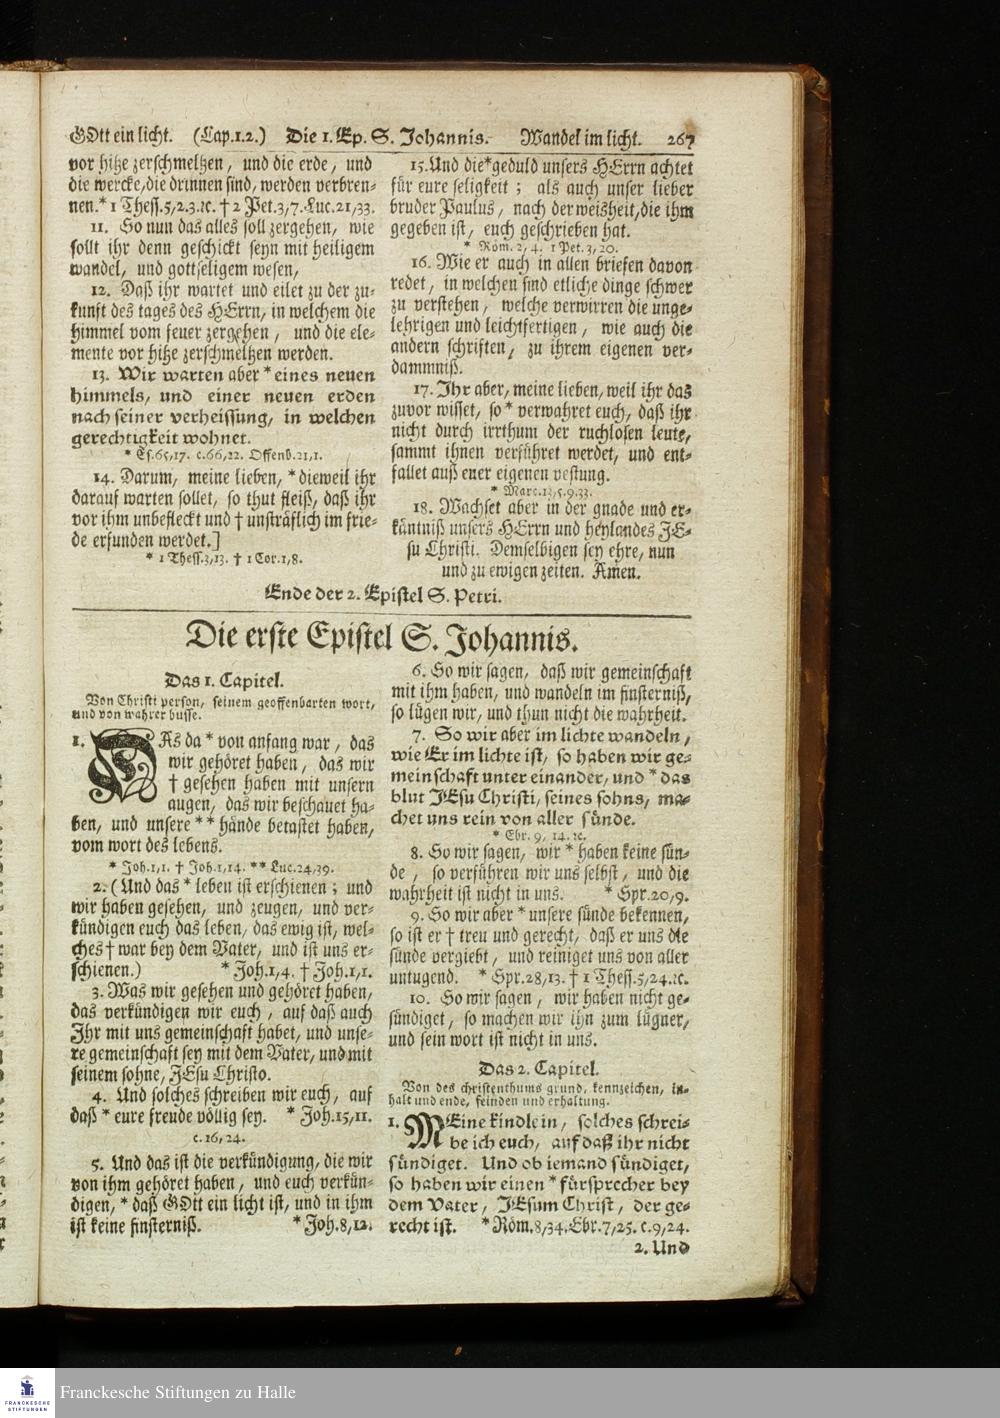 GOtt ein licht. (Cap.1.2.) Die 1. Ep. S. Johannis. Wandel im licht. 267
vor hitze zerschmeltzen, und die erde, und
die wercke, die drinnen sind, werden verbren-
nen. * 1 Thess.5,2.3.ꝛc. † 2 Pet.3,7. Luc.21,33.
11. So nun das alles soll zergehen, wie
sollt ihr denn geschickt seyn mit heiligem
wandel, und gottseligem wesen,
12. Daß ihr wartet und eilet zu der zu-
kunft des tages des HErrn, in welchem die
himmel vom feuer zergehen, und die ele-
mente vor hitze zerschmeltzen werden.
13. Wir warten aber * eines neuen
himmels, und einer neuen erden
nach seiner verheissung, in welchen
gerechtigkeit wohnet.
* Es.65,17. c.66,22. Offenb.21,1.
14. Darum, meine lieben, * dieweil ihr
darauf warten sollet, so thut fleiß, daß ihr
vor ihm unbefleckt und † unsträflich im frie-
de erfunden werdet.]
* 1 Thess.3,13. † 1 Cor.1,8.
15. Und die * geduld unsers HErrn achtet
für eure seligkeit; als auch unser lieber
bruder Paulus, nach der weisheit, die ihm
gegeben ist, euch geschrieben hat.
* Röm. 2, 4. 1 Pet. 3, 20.
16. Wie er auch in allen briefen davon
redet, in welchen sind etliche dinge schwer
zu verstehen, welche verwirren die unge-
lehrigen und leichtfertigen, wie auch die
andern schriften, zu ihrem eigenen ver-
dammniß.
17. Ihr aber, meine lieben, weil ihr das
zuvor wisset, so * verwahret euch, daß ihr
nicht durch irrthum der ruchlosen leute,
sammt ihnen verführet werdet, und ent-
fallet auß euer eigenen vestung.
* Marc.13,5.9.33.
18. Wachset aber in der gnade und er-
käntniß unsers HErrn und heylandes JE-
su Christi. Demselbigen sey ehre, nun
und zu ewigen zeiten. Amen.
Ende der 2. Epistel S. Petri.
Die erste Epistel S. Johannis.
Das 1. Capitel.
Von Christi person, seinem geoffenbarten wort,
und von wahrer busse.
1. DAs da * von anfang war, das
wir gehöret haben, das wir
† gesehen haben mit unsern
augen, das wir beschauet ha-
ben, und unsere ** hände betastet haben,
vom wort des lebens.
* Joh.1,1. † Joh.1,14. ** Luc.24,39.
2. (Und das * leben ist erschienen; und
wir haben gesehen, und zeugen, und ver-
kündigen euch das leben, das ewig ist, wel-
ches † war bey dem Vater, und ist uns er-
schienen.) * Joh.1,4. † Joh.1,1.
3. Was wir gesehen und gehöret haben,
das verkündigen wir euch, auf daß auch
Ihr mit uns gemeinschaft habet, und unse-
re gemeinschaft sey mit dem Vater, und mit
seinem sohne, JEsu Christo.
4. Und solches schreiben wir euch, auf
daß * eure freude völlig sey. * Joh.15,11.
c.16,24.
5. Und das ist die verkündigung, die wir
von ihm gehöret haben, und euch verkün-
digen, * daß GOtt ein licht ist, und in ihm
ist keine finsterniß. * Joh.8,12.
6. So wir sagen, daß wir gemeinschaft
mit ihm haben, und wandeln im finsterniß,
so lügen wir, und thun nicht die wahrheit.
7. So wir aber im lichte wandeln,
wie Er im lichte ist, so haben wir ge-
meinschaft unter einander, und * das
blut JEsu Christi, seines sohns, ma-
chet uns rein von aller sünde.
* Ebr. 9, 14.ꝛc.
8. So wir sagen, wir * haben keine sün-
de, so verführen wir uns selbst, und die
wahrheit ist nicht in uns. * Spr.20,9.
9. So wir aber * unsere sünde bekennen,
so ist er † treu und gerecht, daß er uns die
sünde vergiebt, und reiniget uns von aller
untugend. * Spr.28,13. † 1 Thess.5,24.ꝛc.
10. So wir sagen, wir haben nicht ge-
sündiget, so machen wir ihn zum lügner,
und sein wort ist nicht in uns.
Das 2. Capitel.
Von des christenthums grund, kennzeichen, in-
halt und ende, feinden und erhaltung.
1. MEine kindlein, solches schrei-
be ich euch, auf daß ihr nicht
sündiget. Und ob iemand sündiget,
so haben wir einen * fürsprecher bey
dem Vater, JEsum Christ, der ge-
recht ist. * Röm.8,34. Ebr.7,25. c.9,24.
2. Und
FRANCKESCHE
STIFTUNGEN
Franckesche Stiftungen zu Halle